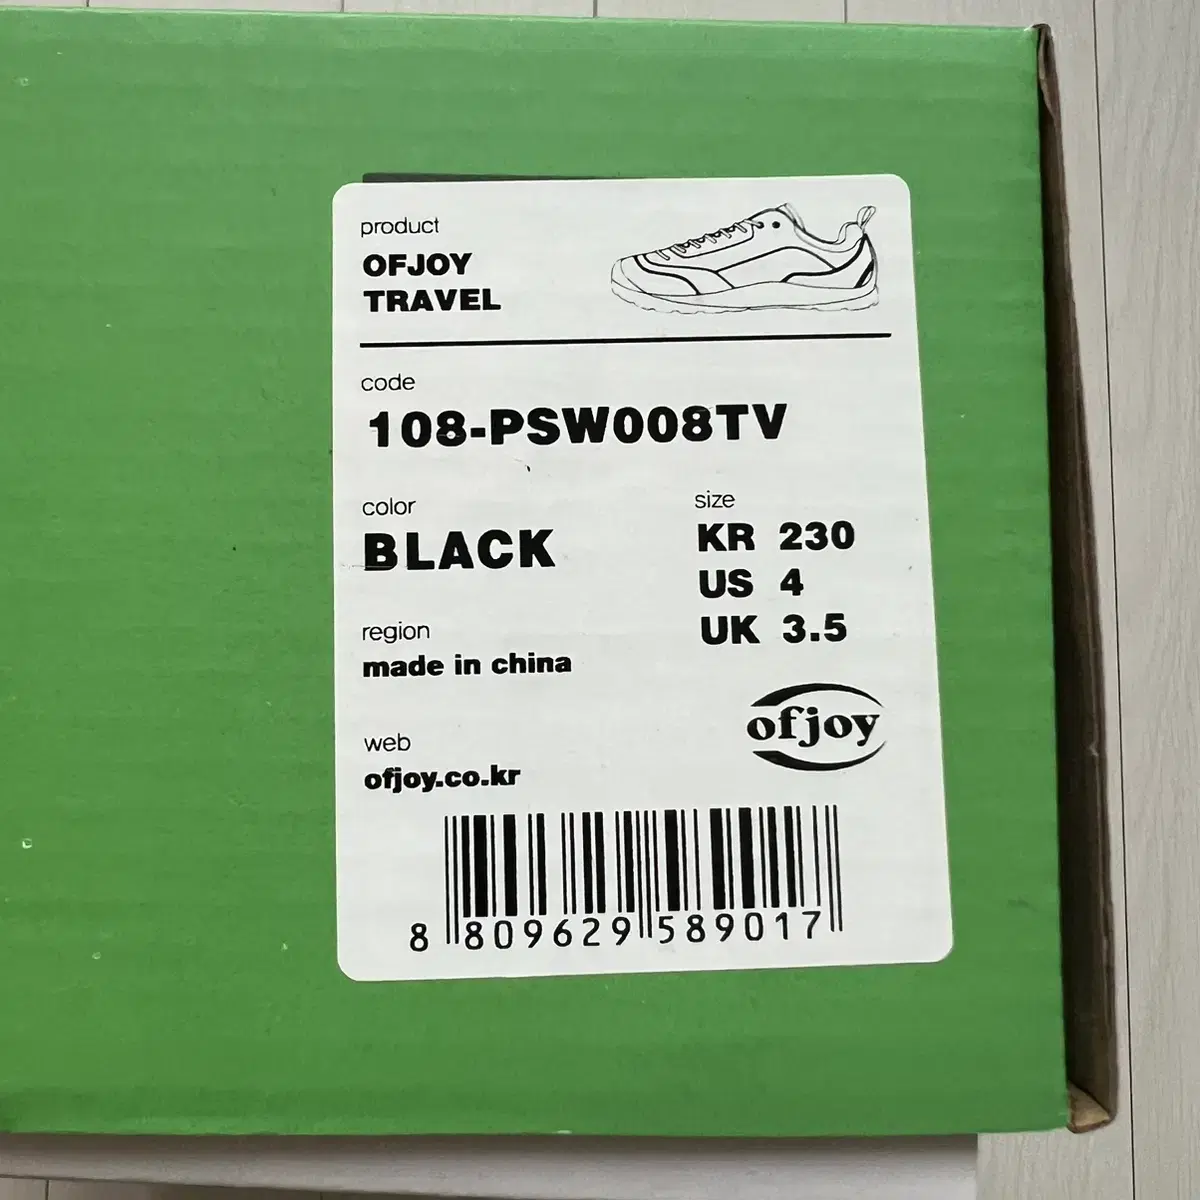 product
OFJOY
TRAVEL
code
108-PSW008TV
color
BLACK
size
KR 230
US 4
UK 3.5
region
made in china
web
ofjoy.co.kr
ofjoy
8 809629 589017